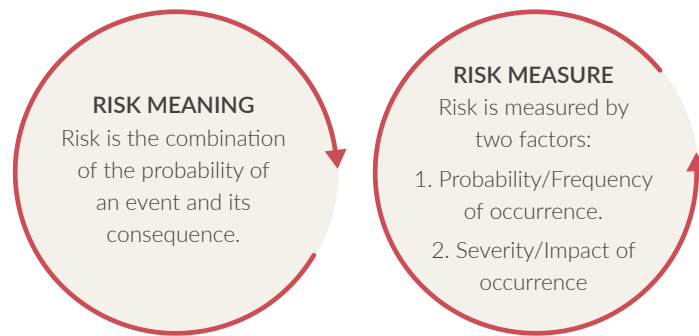 RISK MEANING
Risk is the combination
of the probability of
an event and its
consequence.
RISK MEASURE
Risk is measured by
two factors:
1. Probability/Frequency
of occurrence.
2. Severity/Impact of
occurrence